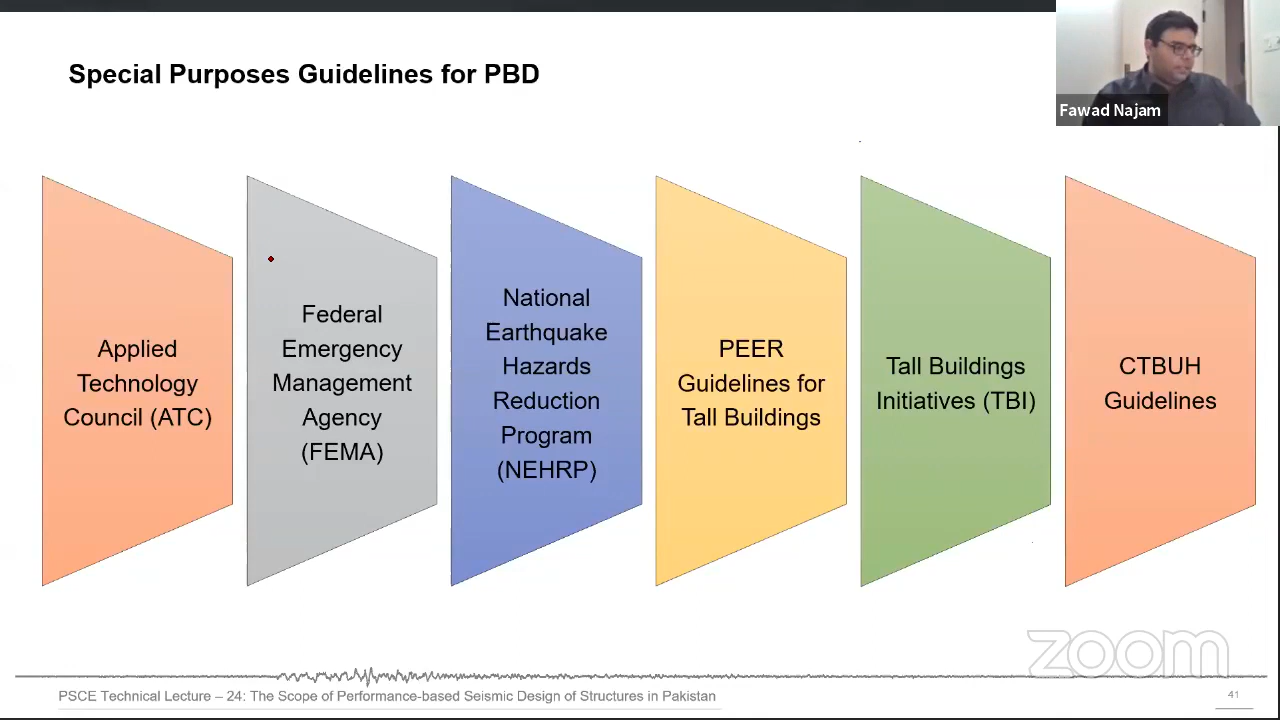 Special Purposes Guidelines for PBD
Fawad Najam
Applied
Technology
Council (ATC)
Federal
Emergency
Management
Agency
(FEMA)
National
Earthquake
Hazards
Reduction
Program
(NEHRP)
PEER
Guidelines for
Tall Buildings
Tall Buildings
Initiatives (TBI)
CTBUH
Guidelines
zoom
PSCE Technical Lecture – 24: The Scope of Performance-based Seismic Design of Structures in Pakistan
41